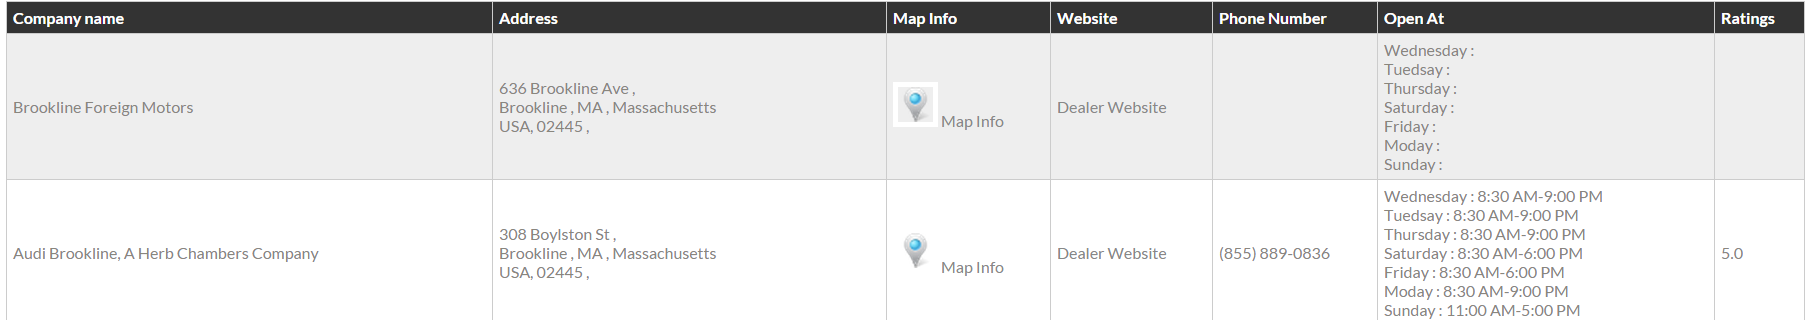 Company name Address Map Info Website Phone Number Open At Ratings
Brookline Foreign Motors
636 Brookline Ave ,
Brookline , MA , Massachusetts
USA, 02445 ,
Map Info
Dealer Website
Wednesday :
Tuedsay :
Thursday :
Saturday :
Friday :
Moday :
Sunday :
Audi Brookline, A Herb Chambers Company
308 Boylston St ,
Brookline , MA , Massachusetts
USA, 02445 ,
Map Info
Dealer Website
(855) 889-0836
Wednesday : 8:30 AM-9:00 PM
Tuedsay : 8:30 AM-9:00 PM
Thursday : 8:30 AM-9:00 PM
Saturday : 8:30 AM-6:00 PM
Friday : 8:30 AM-6:00 PM
Moday : 8:30 AM-9:00 PM
Sunday : 11:00 AM-5:00 PM
5.0